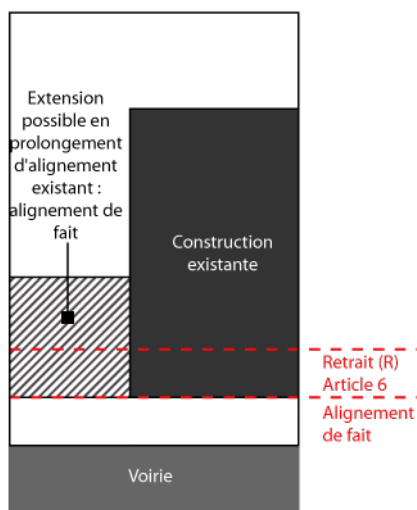 Extension
possible en
prolongement
d'alignement
existant :
alignement de
fait
Construction
existante
Retrait (R)
Article 6
Alignement
de fait
Voirie